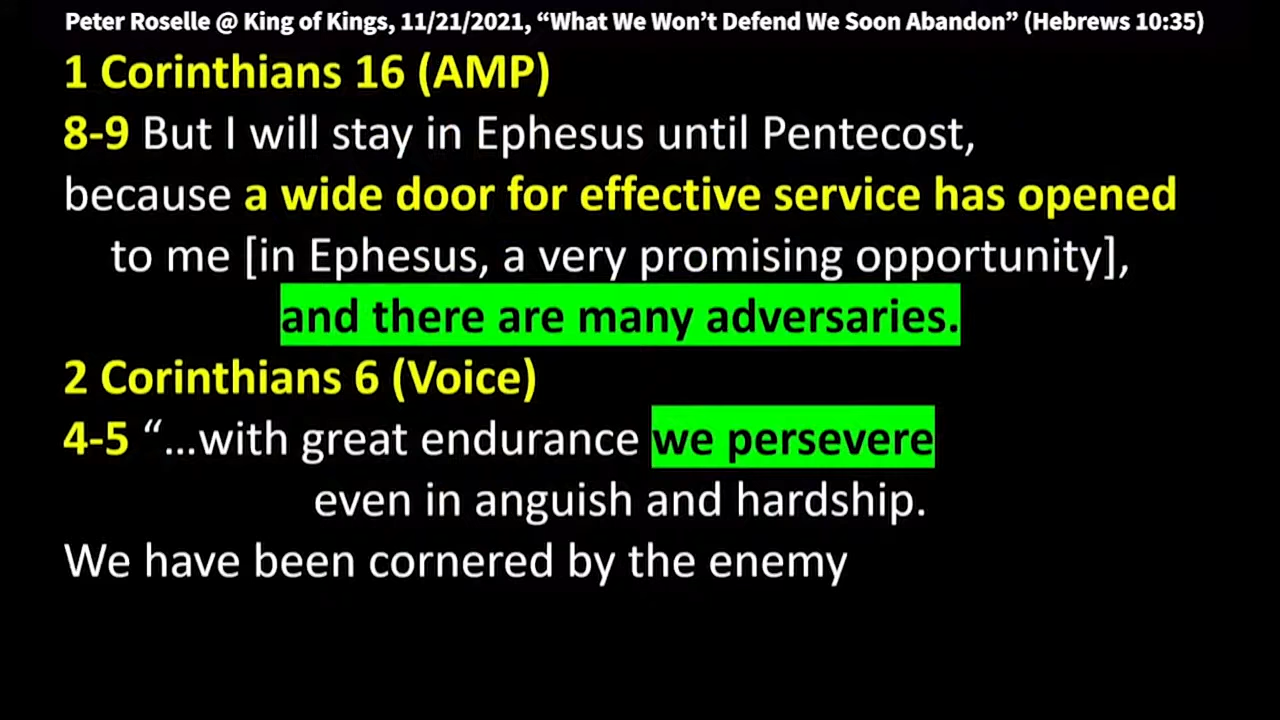 Peter Roselle @ King of Kings, 11/21/2021, “What We Won’t Defend We Soon Abandon” (Hebrews 10:35)
1 Corinthians 16 (AMP)
8-9 But I will stay in Ephesus until Pentecost,
because a wide door for effective service has opened
to me [in Ephesus, a very promising opportunity],
and there are many adversaries.
2 Corinthians 6 (Voice)
4-5 “…with great endurance we persevere
even in anguish and hardship.
We have been cornered by the enemy